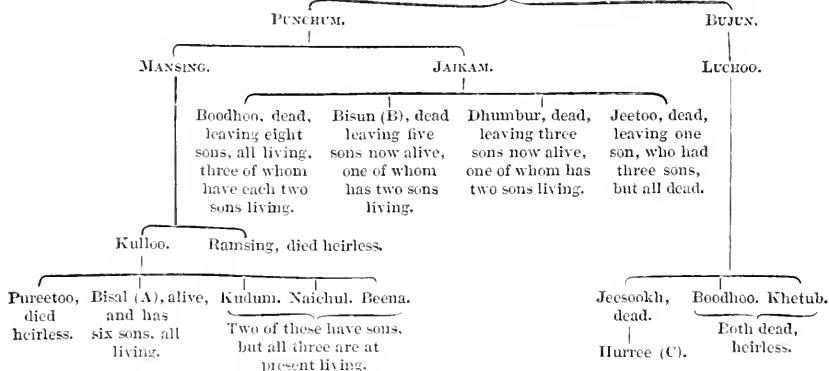 PUNCHUM. BUJUN.
MANSING. JAIKAM. LUCHOO.
Boodhoo, dead,
leaving eight
sons, all living,
three of whom
have each two
sons living.
Bisun (B), dead
leaving five
sons now alive,
one of whom
has two sons
living.
Dhumbur, dead,
leaving three
sons now alive,
one of whom has
two sons living.
Jeetoo, dead,
leaving one
son, who had
three sons,
but all dead.
Kulloo. Ramsing, died heirless.
Pureetoo,
died
heirless.
Bisal (A), alive,
and has
six sons, all
living.
Kudum. Naichul. Beena.
Two of these have sons,
but all three are at
present living.
Jeesookh,
dead.
Hurree (C).
Boodhoo. Khetub.
Both dead,
heirless.